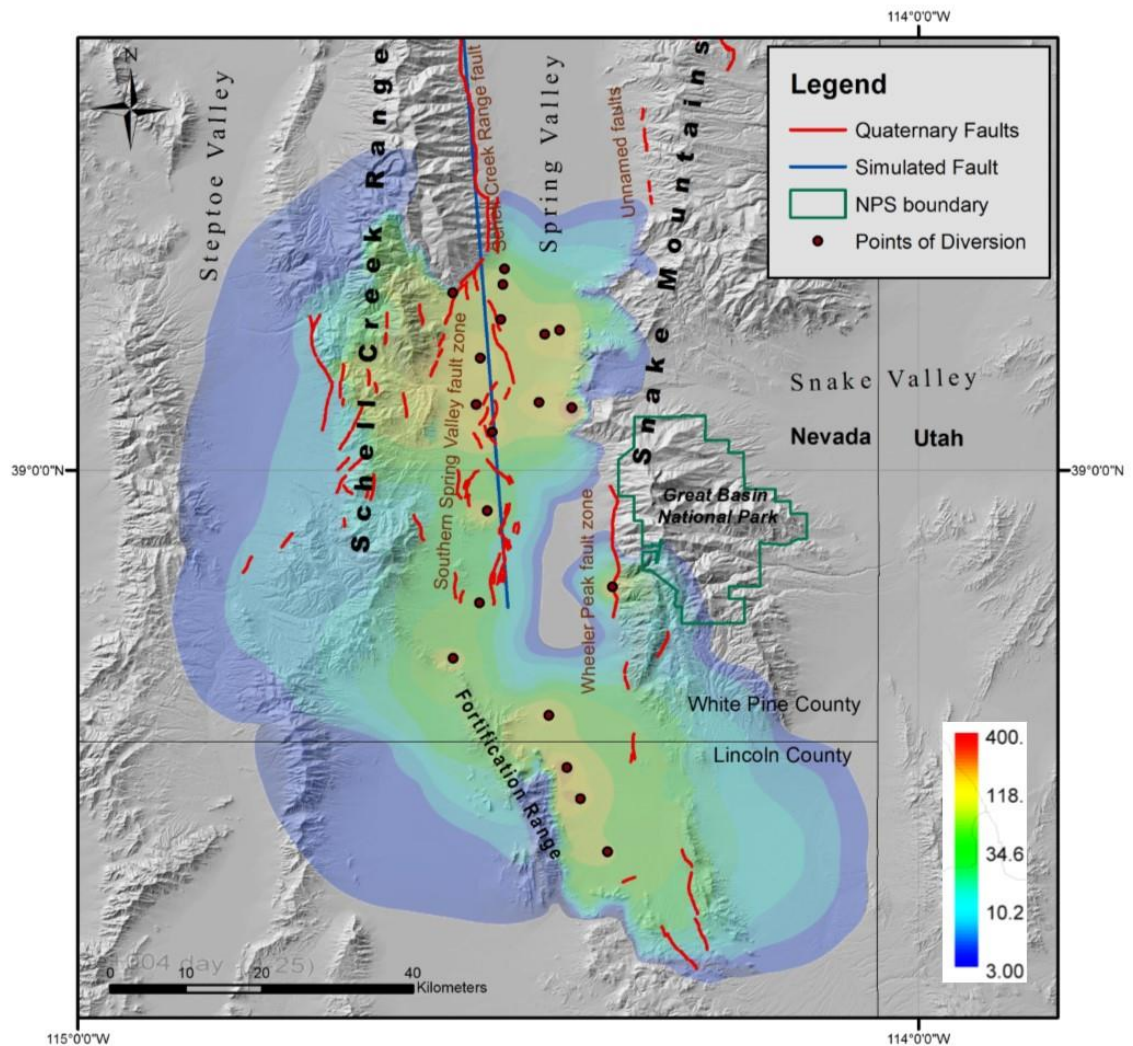 114°0'0"W
N
Steptoe Valley
Schell Creek Range
Schell Creek Range fault
Spring Valley
Unnamed faults
Snake Mountains
Legend
Quaternary Faults
Simulated Fault
NPS boundary
Points of Diversion
Snake Valley
Nevada
Utah
39°0'0"N
39°0'0"N
Great Basin
National Park
Southern Spring Valley fault zone
Wheeler Peak fault zone
White Pine County
Lincoln County
Fortification Range
400.
118.
34.6
10.2
3.00
004 day
25)
0 10 20 40
Kilometers
115°0'0"W
114°0'0"W